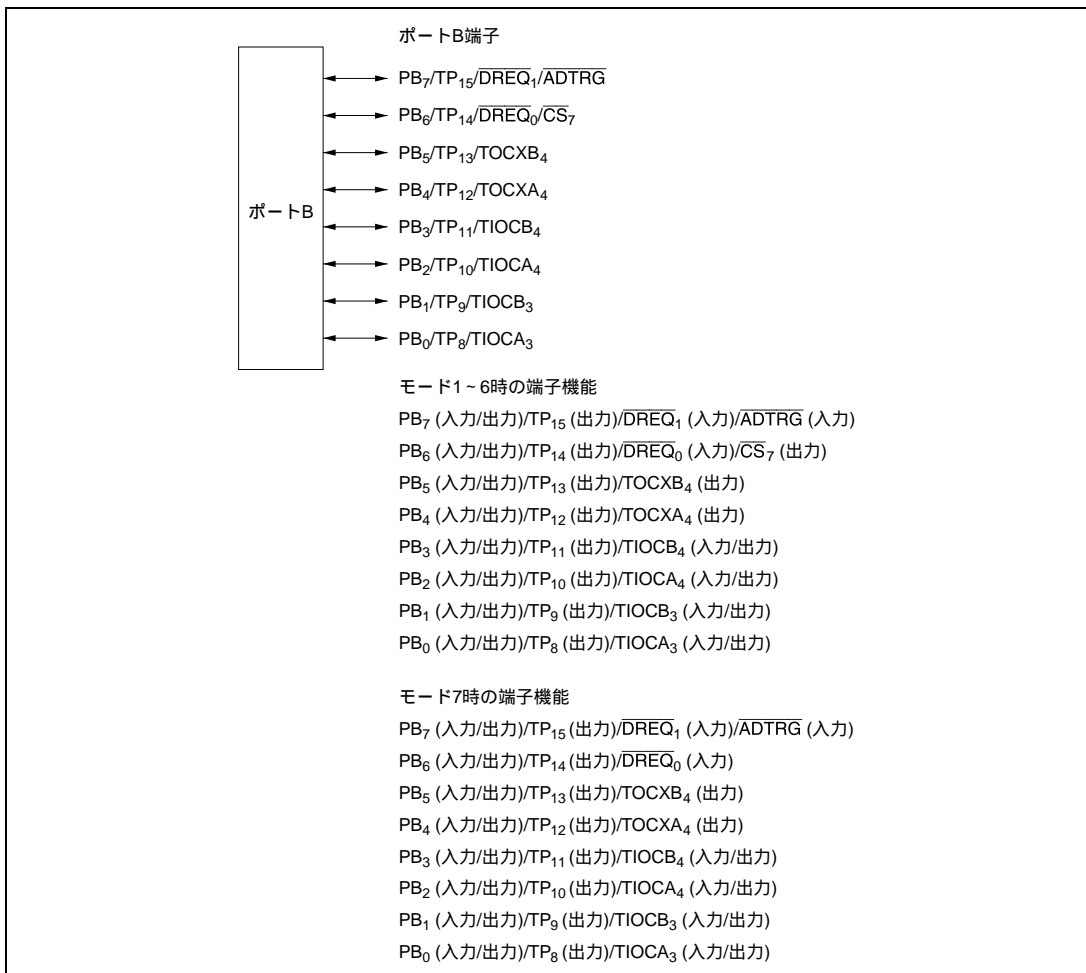 ポートB端子
PB₇/TP₁₅/D̅R̅E̅Q̅₁/A̅D̅T̅R̅G̅
PB₆/TP₁₄/D̅R̅E̅Q̅₀/C̅S̅₇
PB₅/TP₁₃/TOCXB₄
PB₄/TP₁₂/TOCXA₄
ポートB
PB₃/TP₁₁/TIOCB₄
PB₂/TP₁₀/TIOCA₄
PB₁/TP₉/TIOCB₃
PB₀/TP₈/TIOCA₃
モード1~6時の端子機能
PB₇ (入力/出力)/TP₁₅ (出力)/D̅R̅E̅Q̅₁ (入力)/A̅D̅T̅R̅G̅ (入力)
PB₆ (入力/出力)/TP₁₄ (出力)/D̅R̅E̅Q̅₀ (入力)/C̅S̅₇ (出力)
PB₅ (入力/出力)/TP₁₃ (出力)/TOCXB₄ (出力)
PB₄ (入力/出力)/TP₁₂ (出力)/TOCXA₄ (出力)
PB₃ (入力/出力)/TP₁₁ (出力)/TIOCB₄ (入力/出力)
PB₂ (入力/出力)/TP₁₀ (出力)/TIOCA₄ (入力/出力)
PB₁ (入力/出力)/TP₉ (出力)/TIOCB₃ (入力/出力)
PB₀ (入力/出力)/TP₈ (出力)/TIOCA₃ (入力/出力)
モード7時の端子機能
PB₇ (入力/出力)/TP₁₅ (出力)/D̅R̅E̅Q̅₁ (入力)/A̅D̅T̅R̅G̅ (入力)
PB₆ (入力/出力)/TP₁₄ (出力)/D̅R̅E̅Q̅₀ (入力)
PB₅ (入力/出力)/TP₁₃ (出力)/TOCXB₄ (出力)
PB₄ (入力/出力)/TP₁₂ (出力)/TOCXA₄ (出力)
PB₃ (入力/出力)/TP₁₁ (出力)/TIOCB₄ (入力/出力)
PB₂ (入力/出力)/TP₁₀ (出力)/TIOCA₄ (入力/出力)
PB₁ (入力/出力)/TP₉ (出力)/TIOCB₃ (入力/出力)
PB₀ (入力/出力)/TP₈ (出力)/TIOCA₃ (入力/出力)